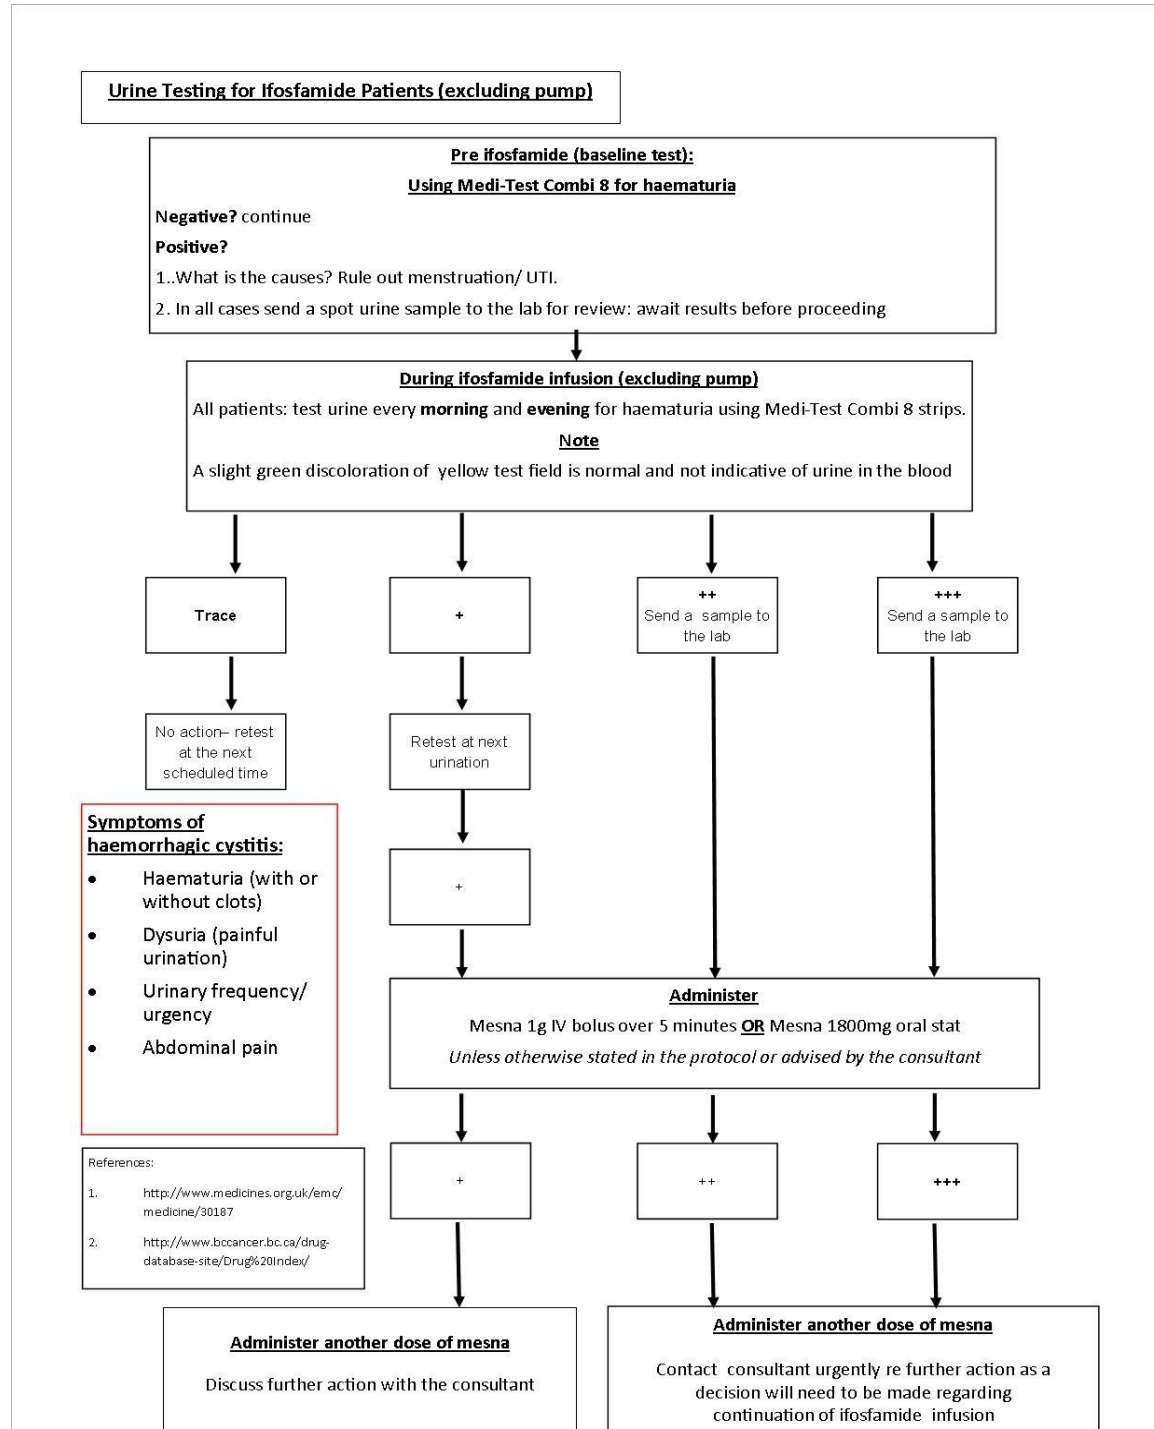 Urine Testing for Ifosfamide Patients (excluding pump)
Pre ifosfamide (baseline test):
Using Medi-Test Combi 8 for haematuria
Negative? continue
Positive?
1..What is the causes? Rule out menstruation/ UTI.
2. In all cases send a spot urine sample to the lab for review: await results before proceeding
During ifosfamide infusion (excluding pump)
All patients: test urine every morning and evening for haematuria using Medi-Test Combi 8 strips.
Note
A slight green discoloration of yellow test field is normal and not indicative of urine in the blood
Trace
+
++
Send a sample to
the lab
+++
Send a sample to
the lab
No action– retest
at the next
scheduled time
Retest at next
urination
+
Symptoms of
haemorrhagic cystitis:
• Haematuria (with or
without clots)
• Dysuria (painful
urination)
• Urinary frequency/
urgency
• Abdominal pain
Administer
Mesna 1g IV bolus over 5 minutes OR Mesna 1800mg oral stat
Unless otherwise stated in the protocol or advised by the consultant
+
++
+++
References:
1. http://www.medicines.org.uk/emc/
medicine/30187
2. http://www.bccancer.bc.ca/drug-
database-site/Drug%20Index/
Administer another dose of mesna
Discuss further action with the consultant
Administer another dose of mesna
Contact consultant urgently re further action as a
decision will need to be made regarding
continuation of ifosfamide infusion